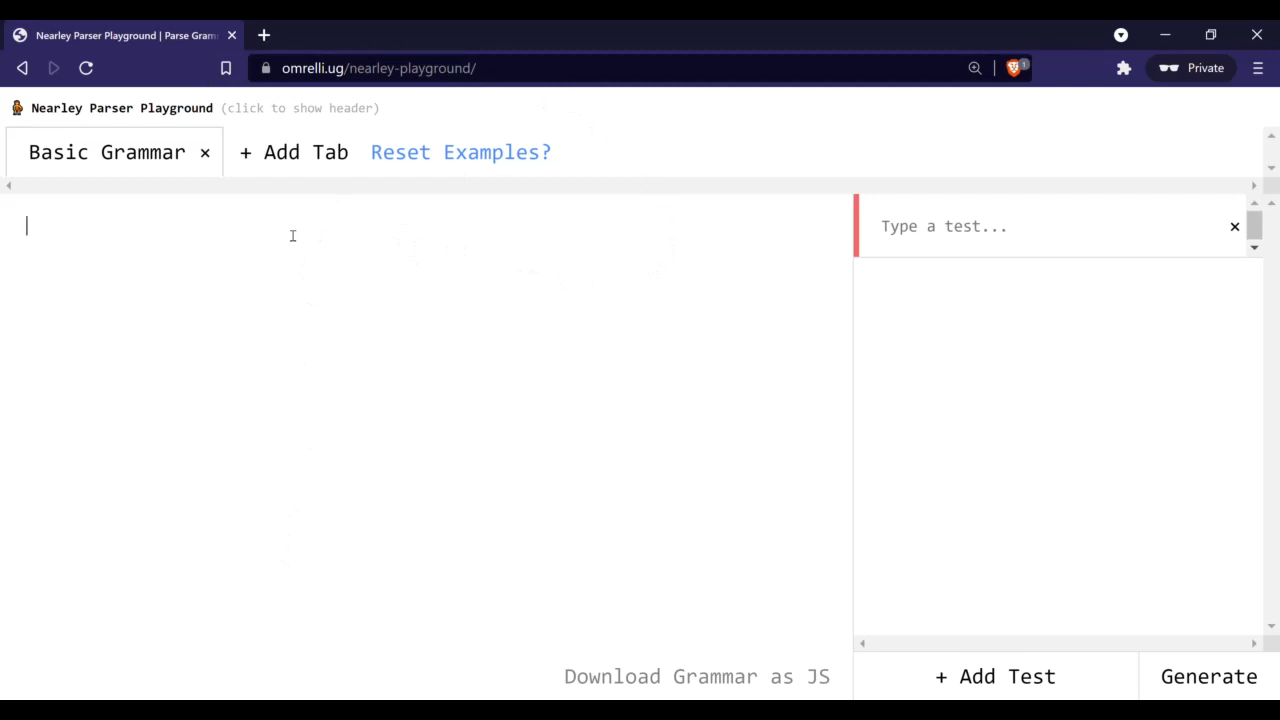 Nearley Parser Playground | Parse Gram
omrelli.ug/nearley-playground/
1
Private
Nearley Parser Playground (click to show header)
Basic Grammar × + Add Tab Reset Examples?
Type a test... ×
Download Grammar as JS + Add Test Generate